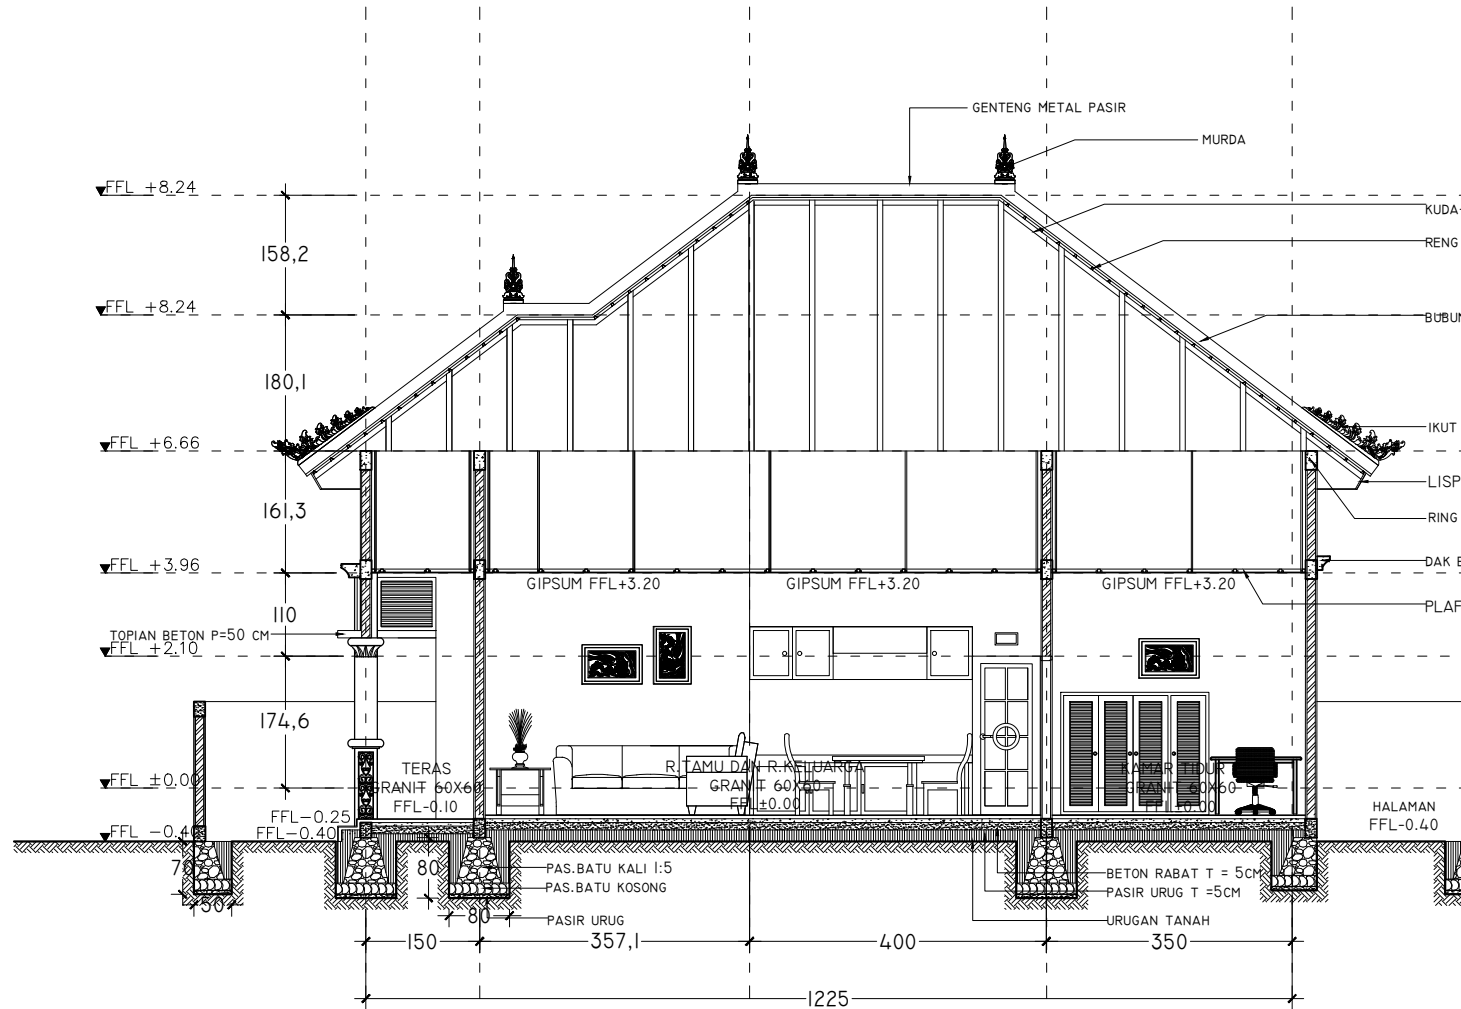 GENTENG METAL PASIR
MURDA
FFL +8.24
KUDA-
RENG
158,2
FFL +8.24
BUBUN
180,1
IKUT
FFL +6.66
LISP
161,3
RING
FFL +3.96
DAK B
GIPSUM FFL+3.20
GIPSUM FFL+3.20
GIPSUM FFL+3.20
PLAF
110
TOPIAN BETON P=50 CM
FFL +2.10
174,6
TERAS
GRANIT 60X60
FFL-0.10
R.TAMU DAN R.KELUARGA
GRANIT 60X60
FFL±0.00
KAMAR TIDUR
GRANIT 60X60
FFL±0.00
FFL ±0.00
HALAMAN
FFL-0.40
FFL-0.25
FFL-0.40
FFL -0.40
70
80
PAS.BATU KALI 1:5
BETON RABAT T = 5CM
PAS.BATU KOSONG
PASIR URUG T =5CM
50
80
PASIR URUG
URUGAN TANAH
150
357,1
400
350
1225